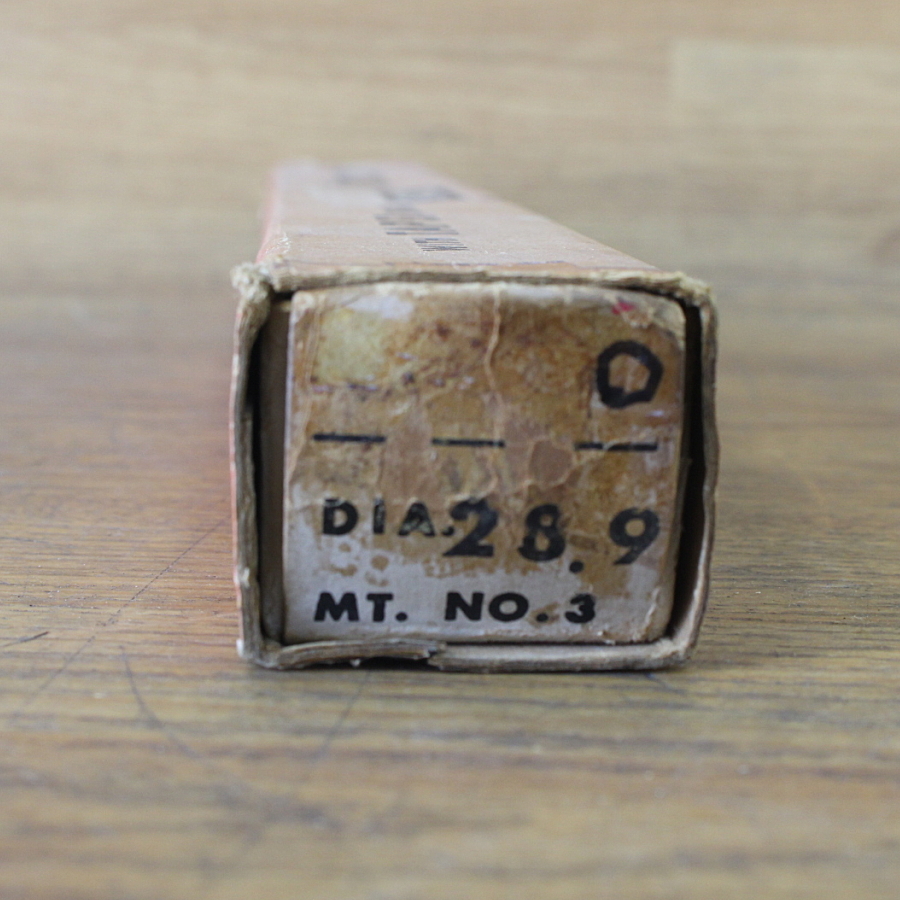 O
DIA. 28.9
MT. NO. 3